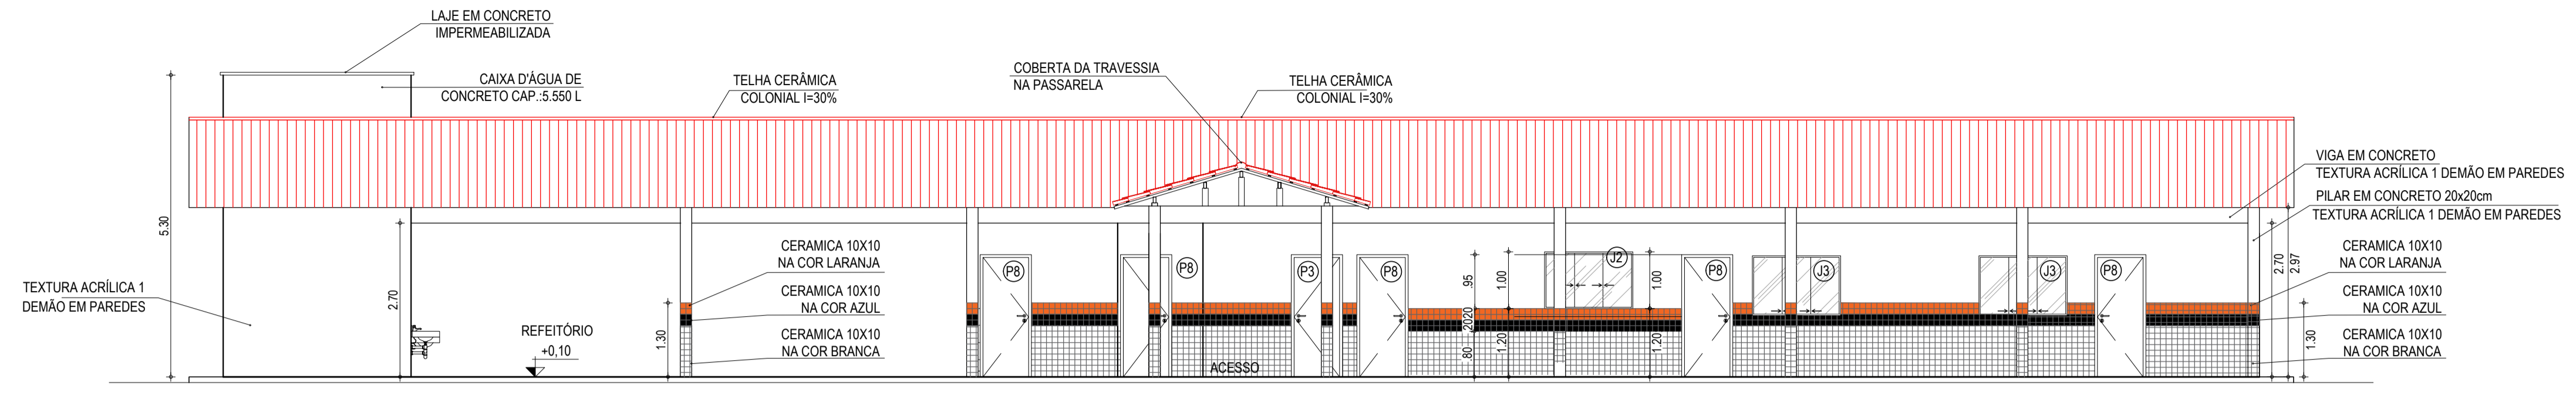 LAJE EM CONCRETO
IMPERMEABILIZADA
CAIXA D'ÁGUA DE
CONCRETO CAP.:5.550 L
TELHA CERÂMICA
COLONIAL I=30%
COBERTA DA TRAVESSIA
NA PASSARELA
TELHA CERÂMICA
COLONIAL I=30%
VIGA EM CONCRETO
TEXTURA ACRÍLICA 1 DEMÃO EM PAREDES
PILAR EM CONCRETO 20x20cm
TEXTURA ACRÍLICA 1 DEMÃO EM PAREDES
5.30
TEXTURA ACRÍLICA 1
DEMÃO EM PAREDES
2.70
REFEITÓRIO
+0,10
1.30
CERAMICA 10X10
NA COR LARANJA
CERAMICA 10X10
NA COR AZUL
CERAMICA 10X10
NA COR BRANCA
P8
P8
P3
P8
ACESSO
.95
.20
.20
.80
1.00
1.20
J2
1.00
1.20
P8
J3
J3
P8
2.70
2.97
1.30
CERAMICA 10X10
NA COR LARANJA
CERAMICA 10X10
NA COR AZUL
CERAMICA 10X10
NA COR BRANCA